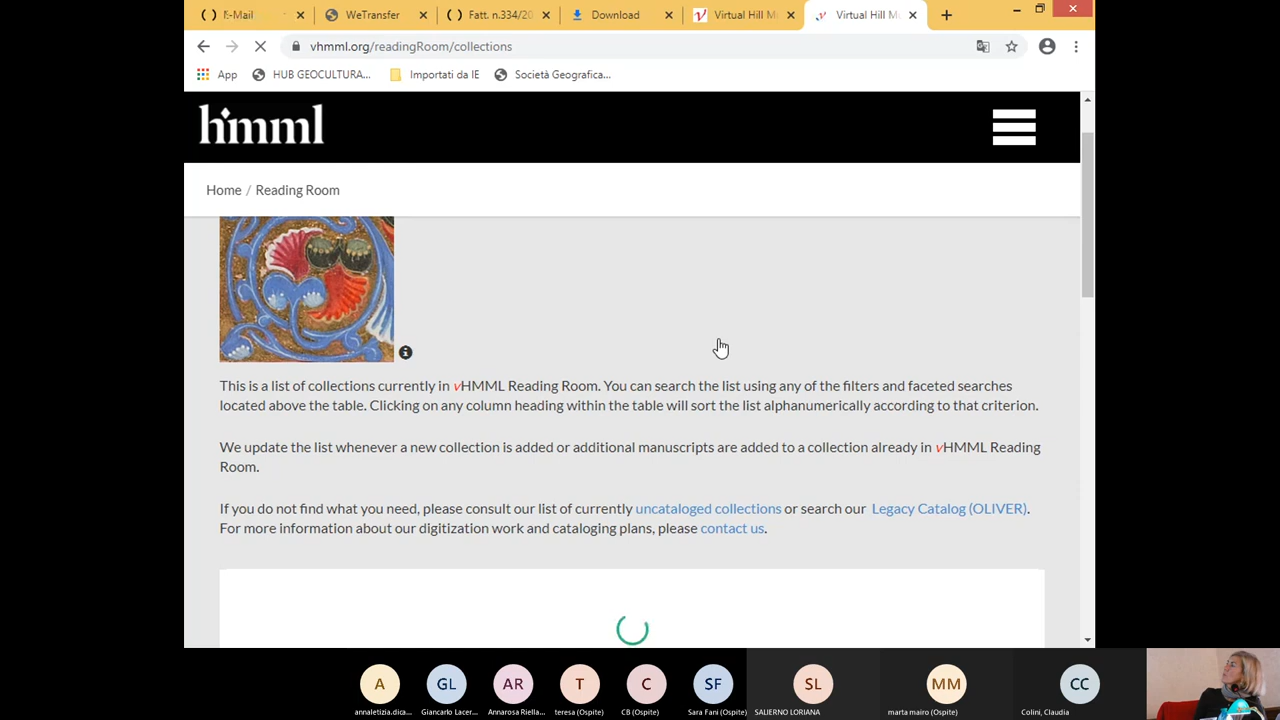 E-Mail
WeTransfer
Fatt. n.334/20
Download
Virtual Hill M
Virtual Hill M
vhmml.org/readingRoom/collections
App
HUB GEOCULTURA...
Importati da IE
Società Geografica...
hmml
Home / Reading Room
This is a list of collections currently in vHMML Reading Room. You can search the list using any of the filters and faceted searches
located above the table. Clicking on any column heading within the table will sort the list alphanumerically according to that criterion.
We update the list whenever a new collection is added or additional manuscripts are added to a collection already in vHMML Reading
Room.
If you do not find what you need, please consult our list of currently uncataloged collections or search our Legacy Catalog (OLIVER).
For more information about our digitization work and cataloging plans, please contact us.
A
GL
AR
T
C
SF
SL
MM
CC
annaletizia.dica...
Giancarlo Lacer...
Annarosa Riella...
teresa (Ospite)
CB (Ospite)
Sara Fani (Ospite)
SALIERNO LORIANA
marta mairo (Ospite)
Colini, Claudia